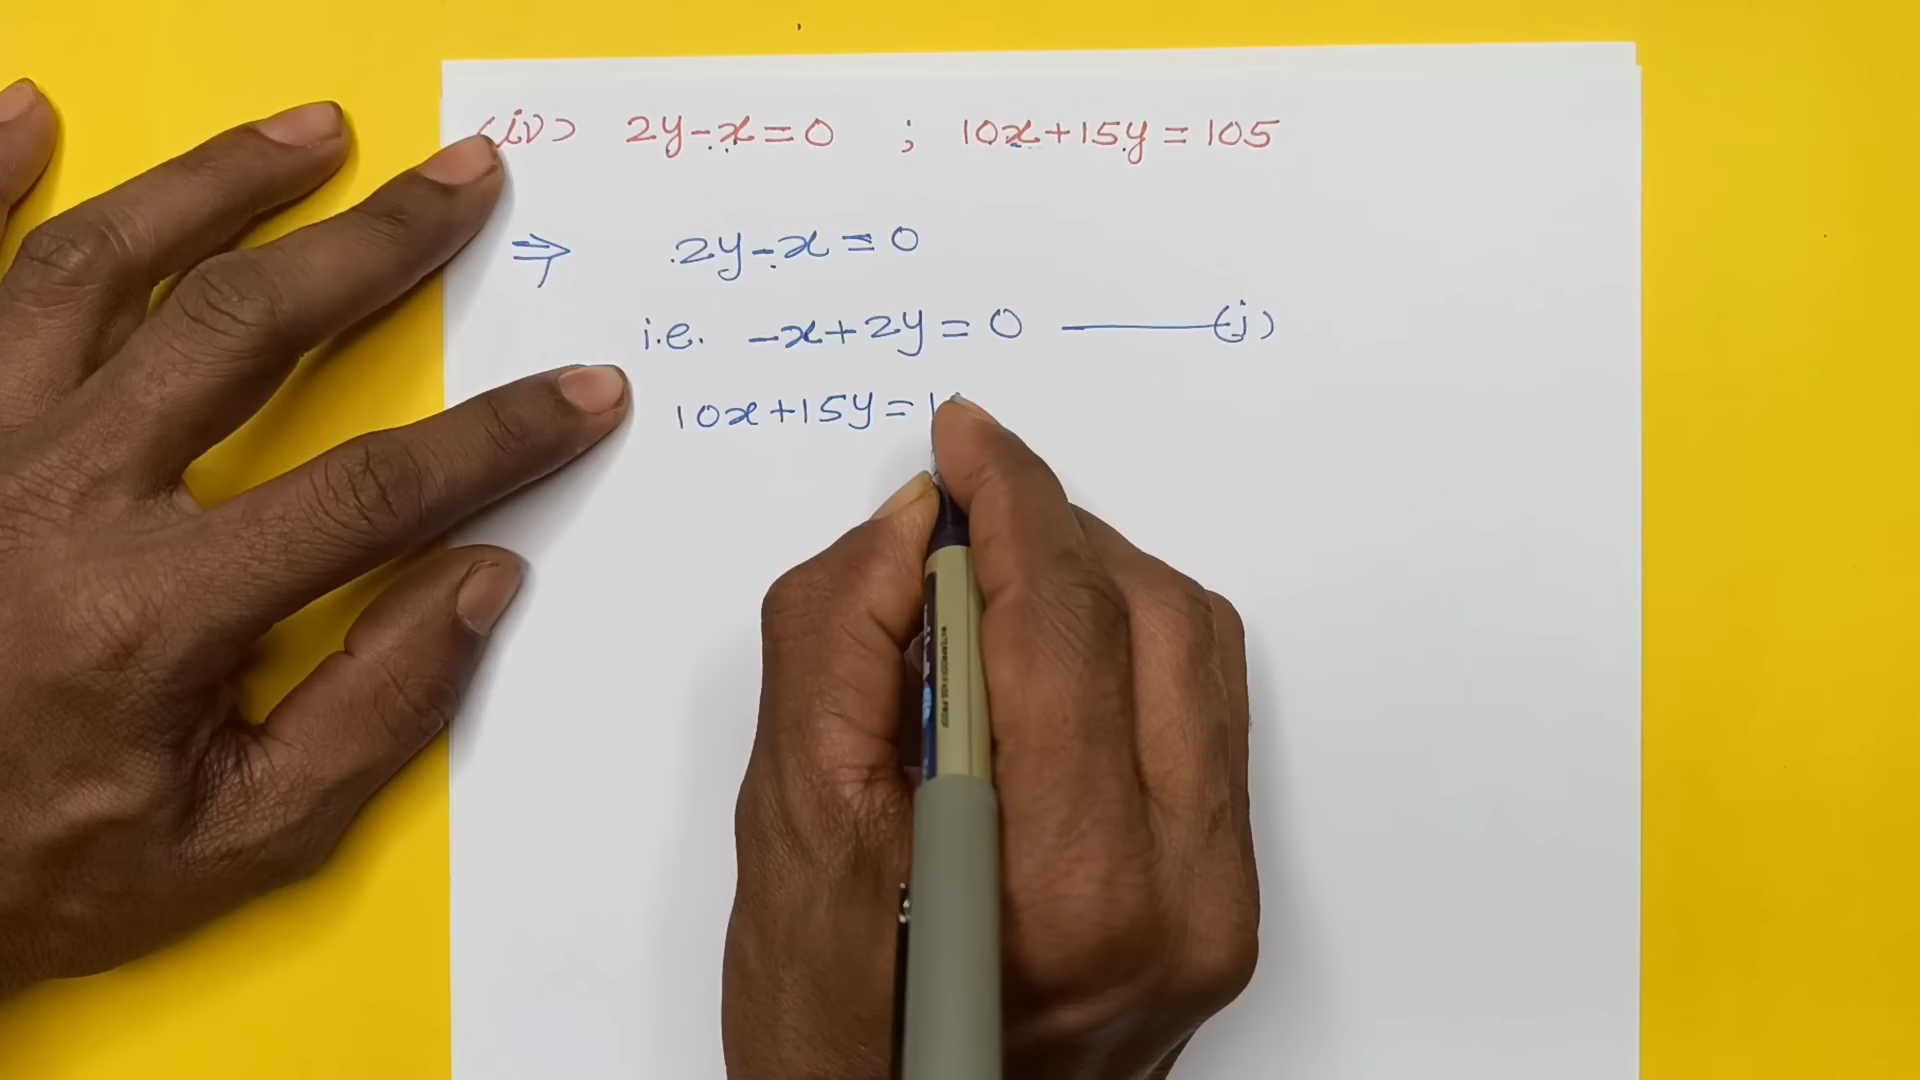 (iv) 2y-x=0 ; 10x+15y=105
⇒ 2y-x=0
i.e. -x+2y=0 ——(i)
10x+15y=1